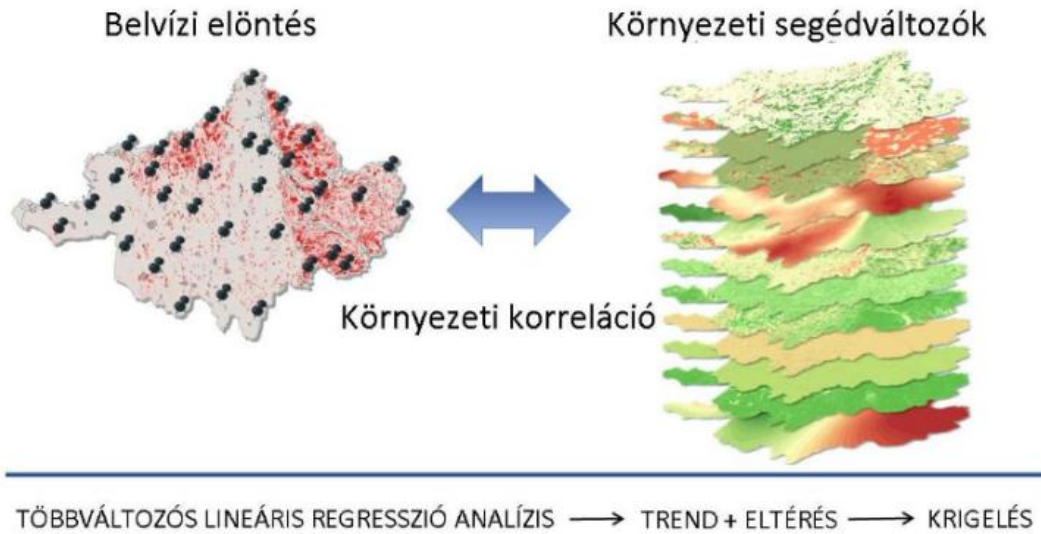 Belvízi elöntés
Környezeti segédváltozók
Környezeti korreláció
TÖBBVÁLTOZÓS LINEÁRIS REGRESSZIÓ ANALÍZIS → TREND + ELTÉRÉS → KRIGELÉS